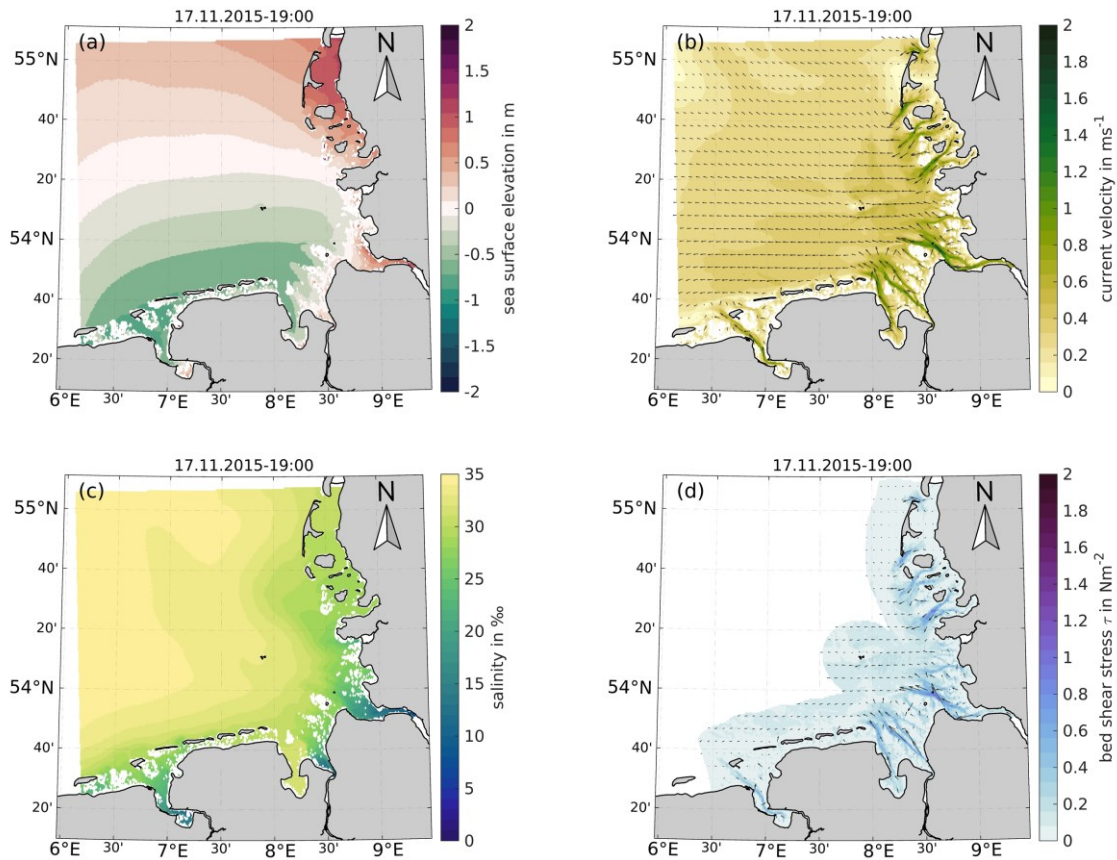 17.11.2015-19:00
(a)
N
55°N
40'
20'
54°N
40'
20'
6°E 30' 7°E 30' 8°E 30' 9°E
2
1.5
1
0.5
0
-0.5
-1
-1.5
-2
sea surface elevation in m
17.11.2015-19:00
(b)
N
55°N
40'
20'
54°N
40'
20'
6°E 30' 7°E 30' 8°E 30' 9°E
2
1.8
1.6
1.4
1.2
1
0.8
0.6
0.4
0.2
0
current velocity in ms⁻¹
17.11.2015-19:00
(c)
N
55°N
40'
20'
54°N
40'
20'
6°E 30' 7°E 30' 8°E 30' 9°E
35
30
25
20
15
10
5
0
salinity in ‰
17.11.2015-19:00
(d)
N
55°N
40'
20'
54°N
40'
20'
6°E 30' 7°E 30' 8°E 30' 9°E
2
1.8
1.6
1.4
1.2
1
0.8
0.6
0.4
0.2
0
bed shear stress τ in Nm⁻²